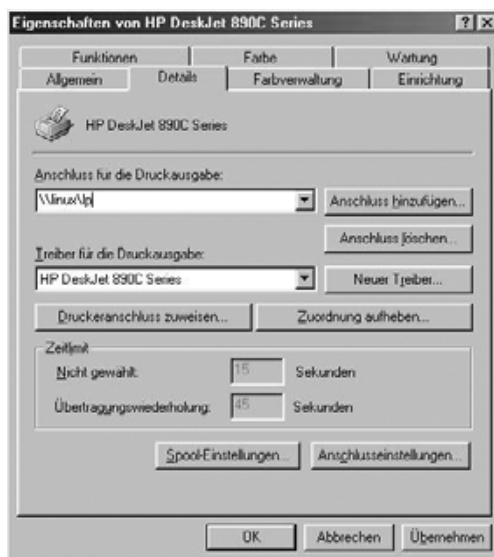 Eigenschaften von HP DeskJet 890C Series
Funktionen Farbe Wartung
Allgemein Details Farbverwaltung Einrichtung
HP DeskJet 890C Series
Anschluss für die Druckausgabe:
\\linux\lp Anschluss hinzufügen...
Anschluss löschen...
Treiber für die Druckausgabe:
HP DeskJet 890C Series Neuer Treiber...
Druckeranschluss zuweisen... Zuordnung aufheben...
Zeitlimit
Nicht gewählt: 15 Sekunden
Übertragungswiederholung: 45 Sekunden
Spool-Einstellungen... Anschlusseinstellungen...
OK Abbrechen Übernehmen